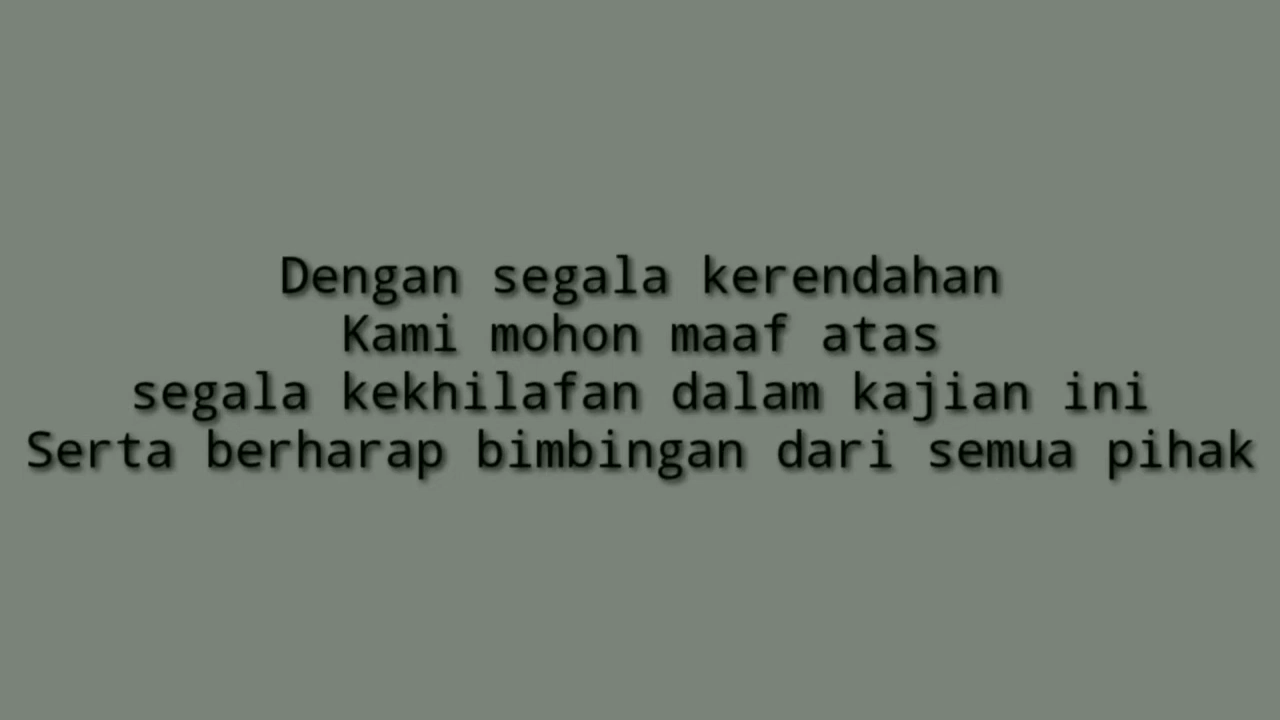 Dengan segala kerendahan
Kami mohon maaf atas
segala kekhilafan dalam kajian ini
Serta berharap bimbingan dari semua pihak